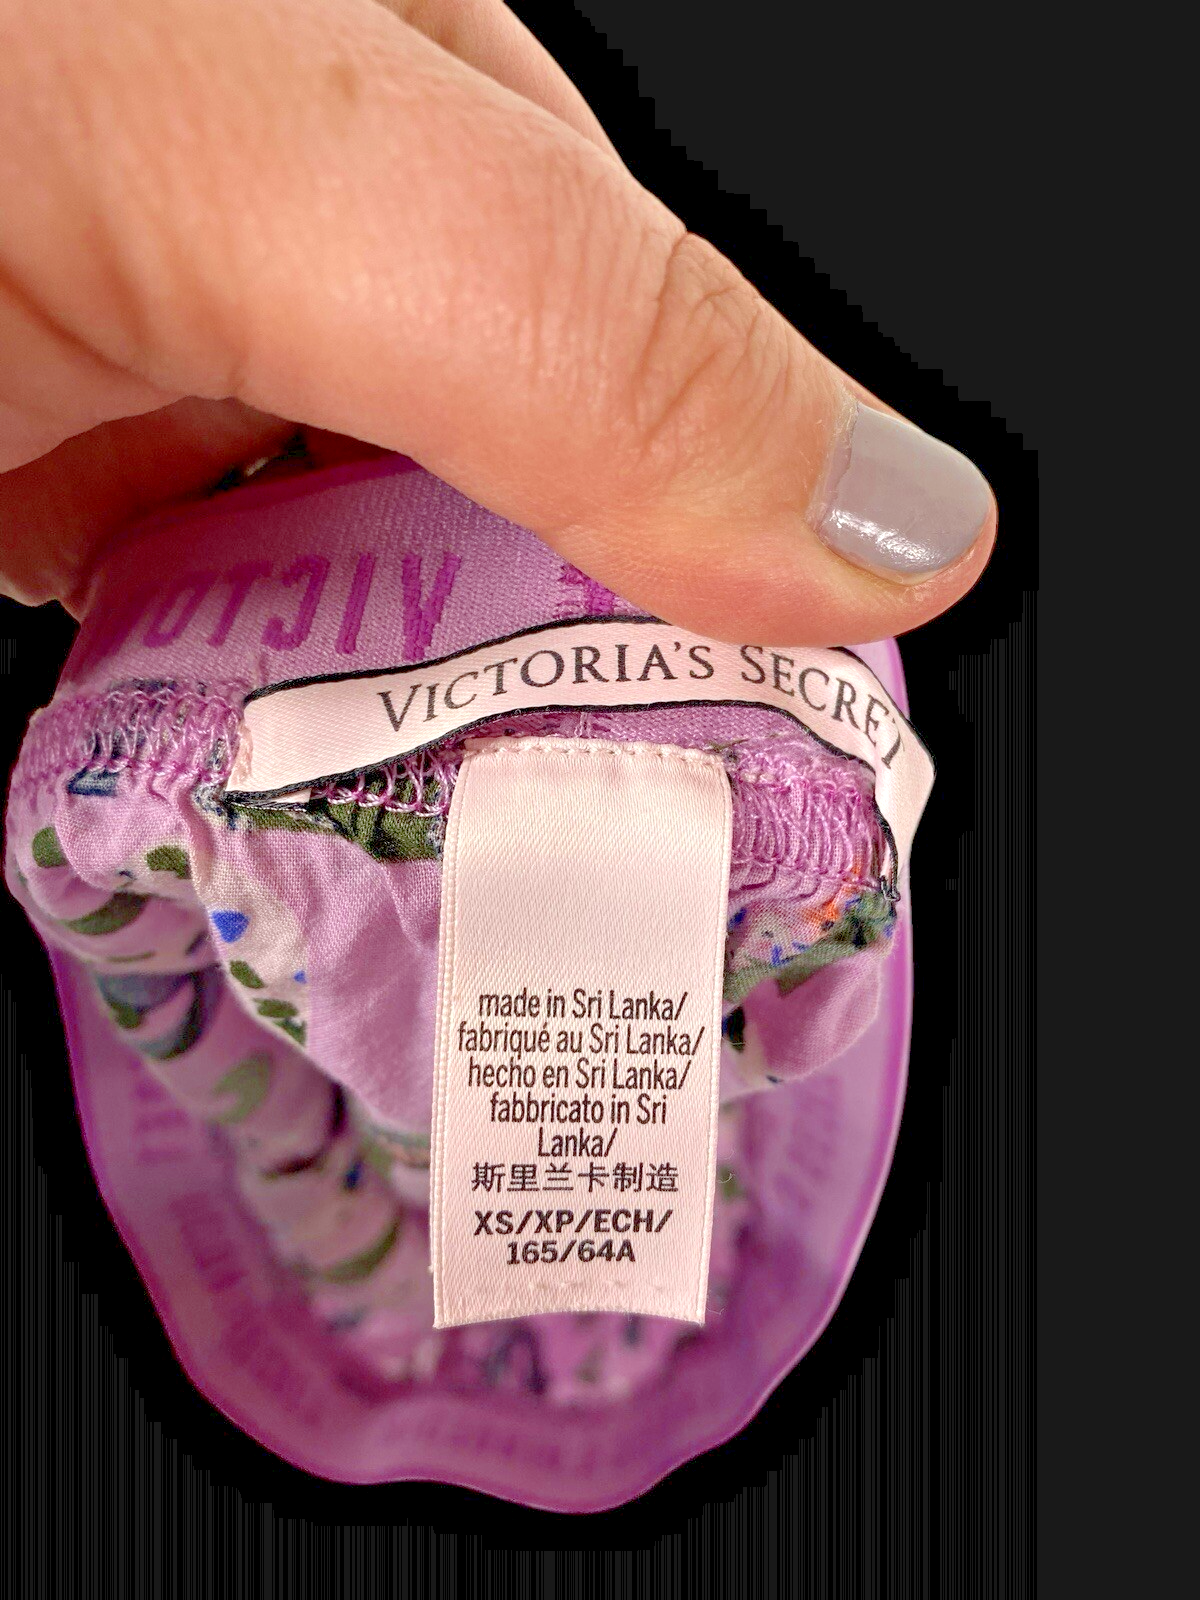 VICTO
VICTORIA'S SECRET
made in Sri Lanka/
fabriqué au Sri Lanka/
hecho en Sri Lanka/
fabbricato in Sri
Lanka/
斯里兰卡制造
XS/XP/ECH/
165/64A